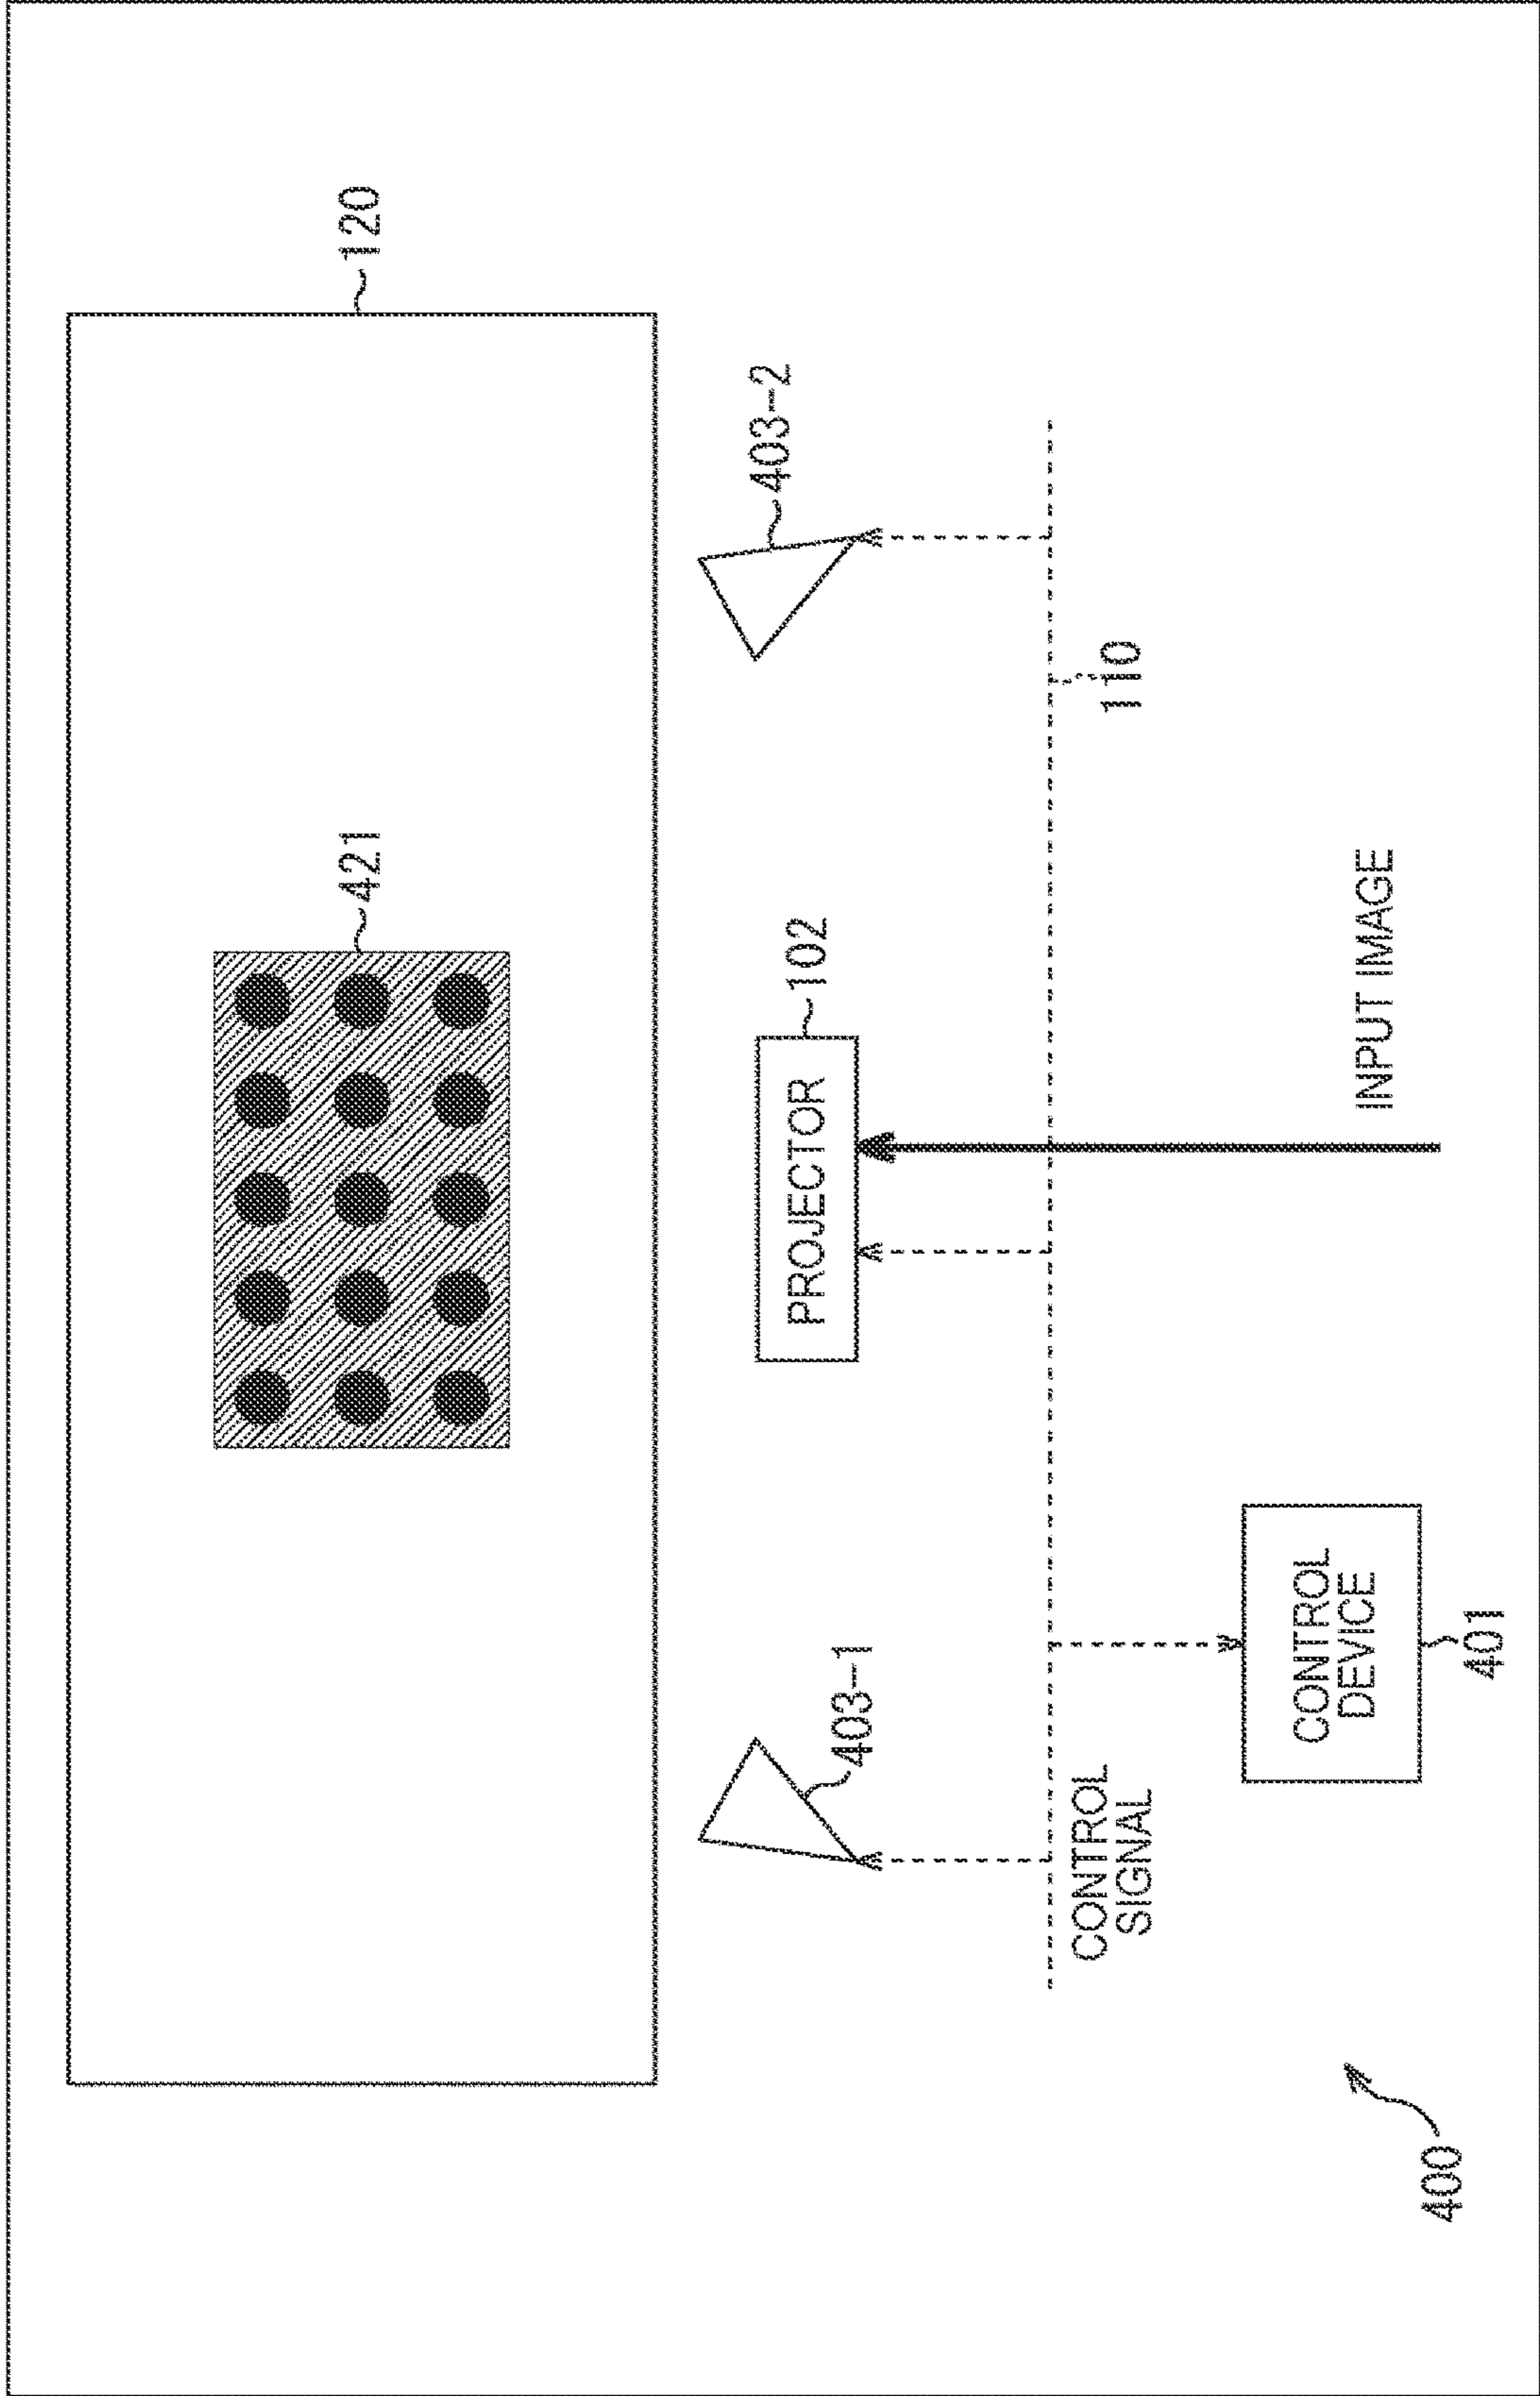 120
421
403-2
102
PROJECTOR
403-1
110
CONTROL
SIGNAL
INPUT IMAGE
CONTROL
DEVICE
401
400